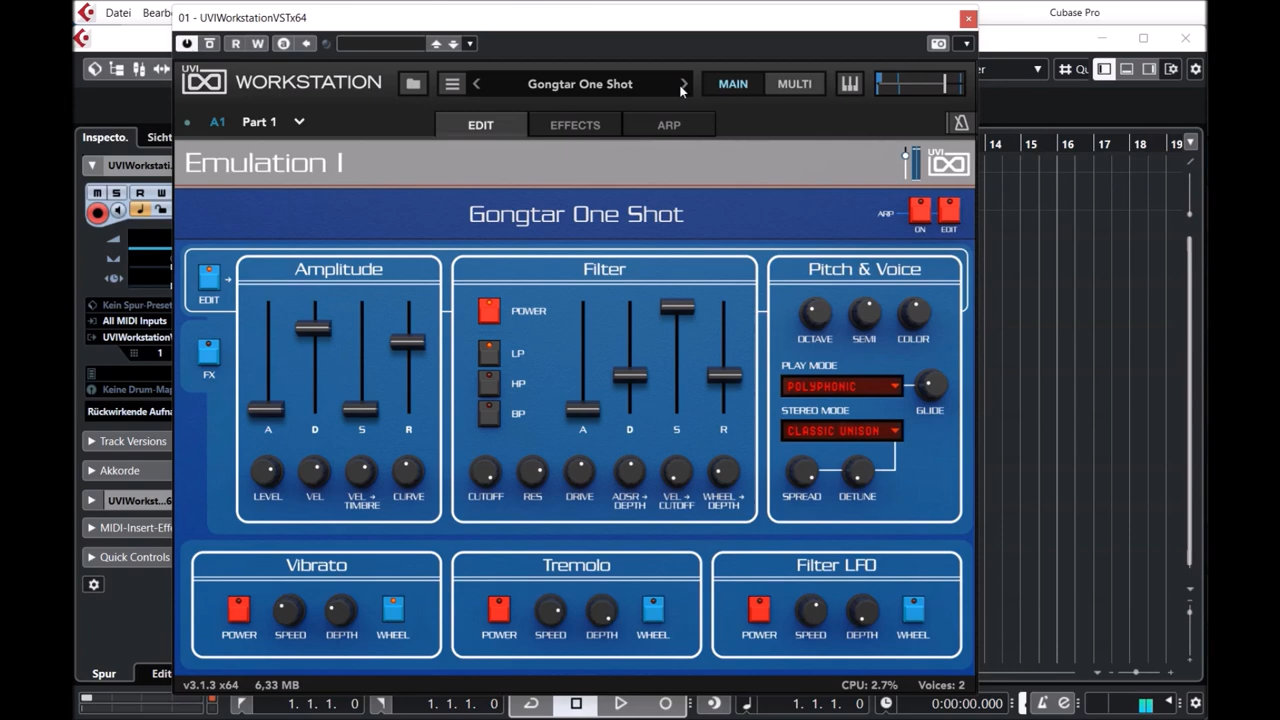 Datei Bearb
01 - UVIWorkstationVSTx64
Cubase Pro
R W
UVI
WORKSTATION
Gongtar One Shot
MAIN MULTI
A1 Part 1
EDIT EFFECTS ARP
Emulation I
UVI
Gongtar One Shot
ARP ON EDIT
EDIT
FX
Amplitude
A D S R
LEVEL VEL VEL→TIMBRE CURVE
Filter
POWER
LP
HP
BP
A D S R
CUTOFF RES DRIVE ADSR→DEPTH VEL→CUTOFF WHEEL→DEPTH
Pitch & Voice
OCTAVE SEMI COLOR
PLAY MODE
POLYPHONIC
GLIDE
STEREO MODE
CLASSIC UNISON
SPREAD DETUNE
Vibrato
POWER SPEED DEPTH WHEEL
Tremolo
POWER SPEED DEPTH WHEEL
Filter LFO
POWER SPEED DEPTH WHEEL
v3.1.3 x64 6,33 MB CPU: 2.7% Voices: 2
Inspecto. Sicht
UVIWorkstati
m S R W
Kein Spur-Preset
All MIDI Inputs
UVIWorkstationV
1
Keine Drum-Map
Rückwirkende Aufna
Track Versions
Akkorde
UVIWorkst...6
MIDI-Insert-Effe
Quick Controls
Spur Edit
14 15 16 17 18 19
1. 1. 1. 0 1. 1. 1. 0 1. 1. 1. 0 0:00:00.000